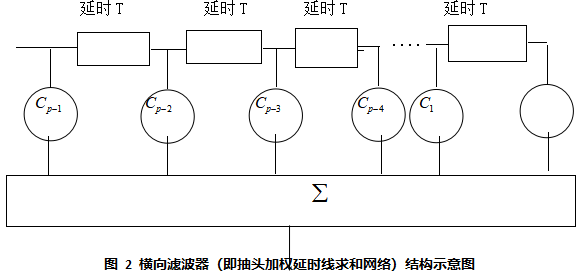 延时 T 延时 T 延时 T 延时 T
C_{p-1} C_{p-2} C_{p-3} C_{p-4} C_1
Σ
图 2 横向滤波器（即抽头加权延时线求和网络）结构示意图